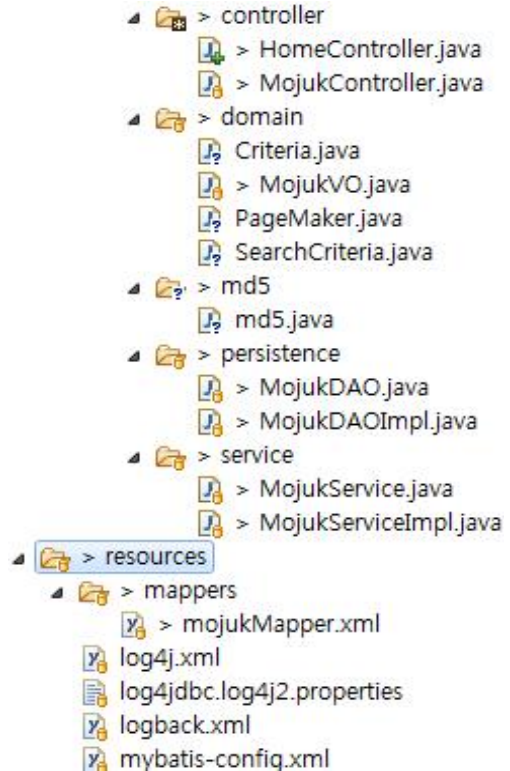 > controller
> HomeController.java
> MojukController.java
> domain
Criteria.java
> MojukVO.java
PageMaker.java
SearchCriteria.java
> md5
md5.java
> persistence
> MojukDAO.java
> MojukDAOImpl.java
> service
> MojukService.java
> MojukServiceImpl.java
> resources
> mappers
> mojukMapper.xml
log4j.xml
log4jdbc.log4j2.properties
logback.xml
mybatis-config.xml